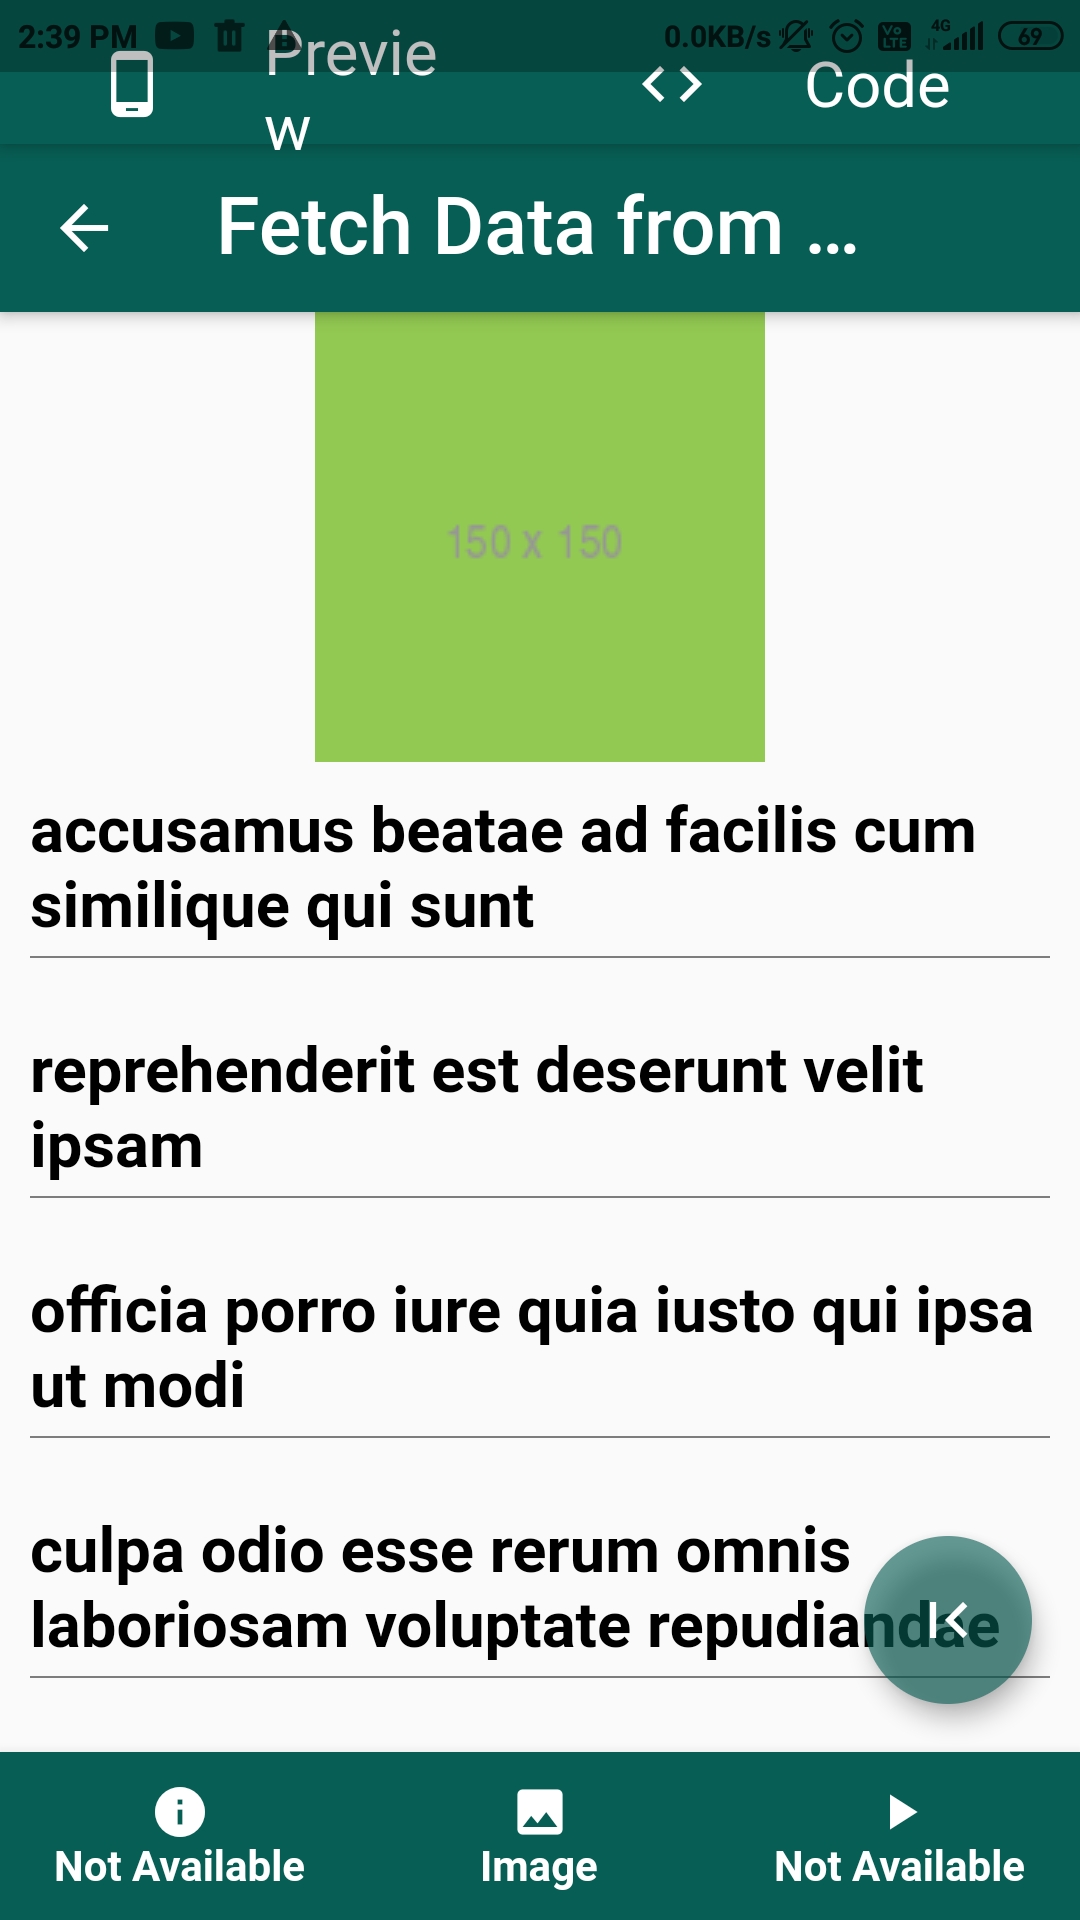 2:39 PM 0.0KB/s Vo LTE 4G 69
Previe
w
Code
Fetch Data from ...
150 x 150
accusamus beatae ad facilis cum
similique qui sunt
reprehenderit est deserunt velit
ipsam
officia porro iure quia iusto qui ipsa
ut modi
culpa odio esse rerum omnis
laboriosam voluptate repudiandae
Not Available
Image
Not Available